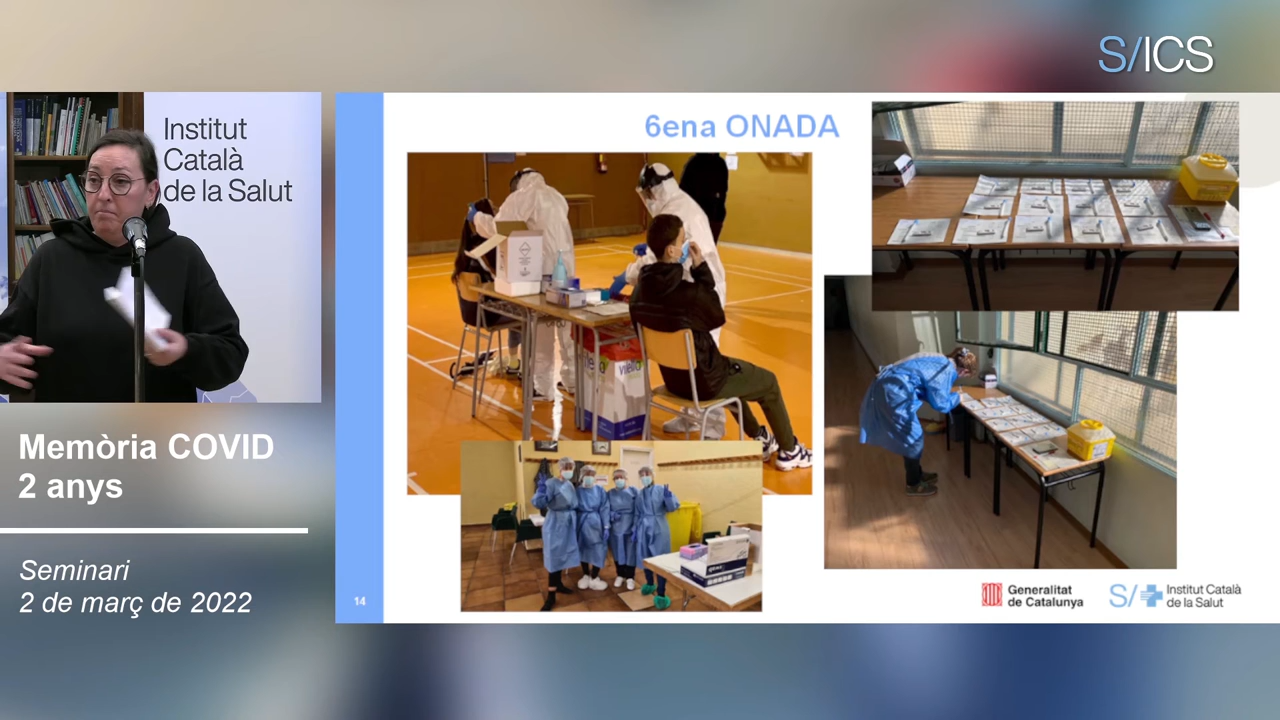 S/ICS
Institut
Català
de la Salut
Memòria COVID
2 anys
Seminari
2 de març de 2022
6ena ONADA
14
Generalitat
de Catalunya
S/
Institut Català
de la Salut